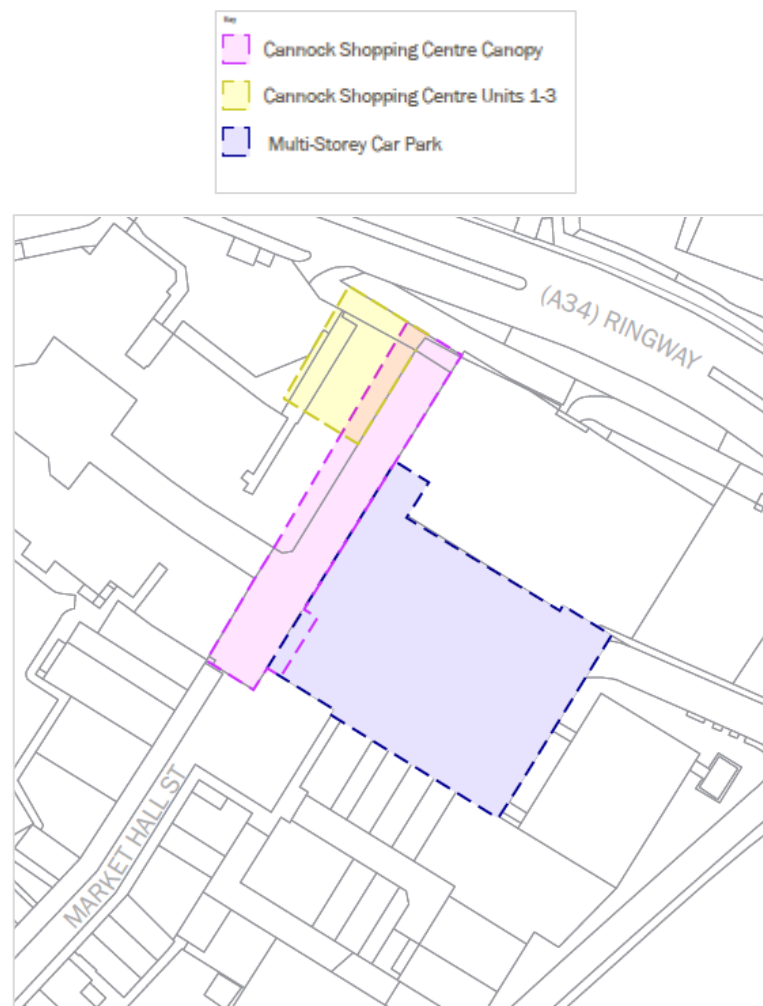 Key
Cannock Shopping Centre Canopy
Cannock Shopping Centre Units 1-3
Multi-Storey Car Park
(A34) RINGWAY
MARKET HALL ST